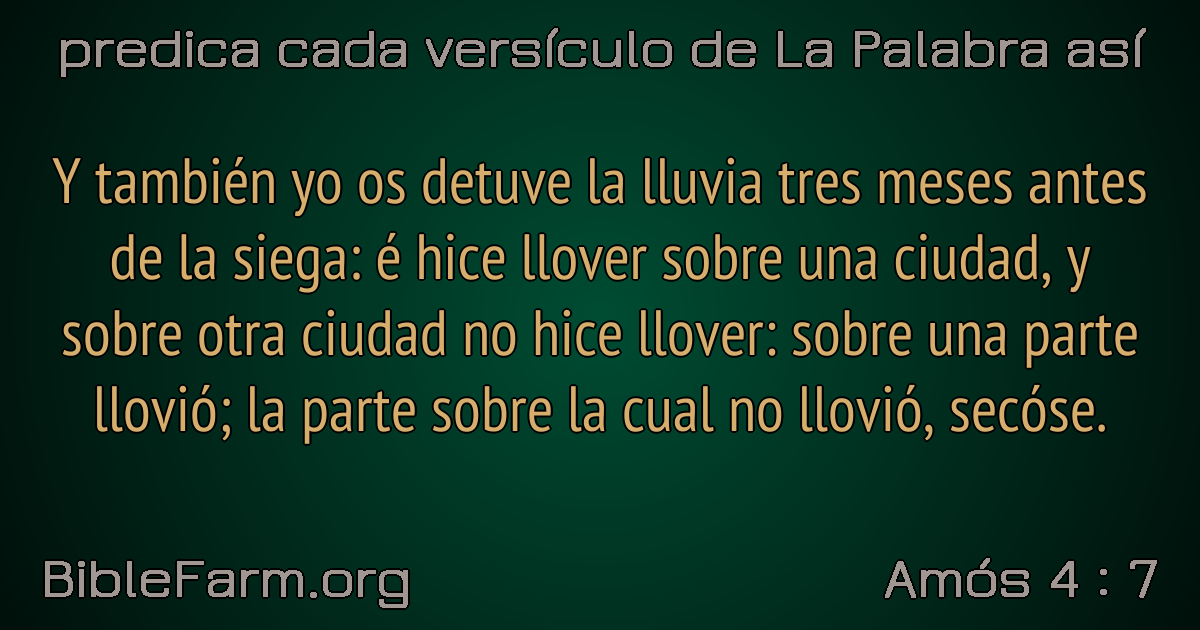 predica cada versículo de La Palabra así
Y también yo os detuve la lluvia tres meses antes
de la siega: é hice llover sobre una ciudad, y
sobre otra ciudad no hice llover: sobre una parte
llovió; la parte sobre la cual no llovió, secóse.
BibleFarm.org
Amós 4 : 7